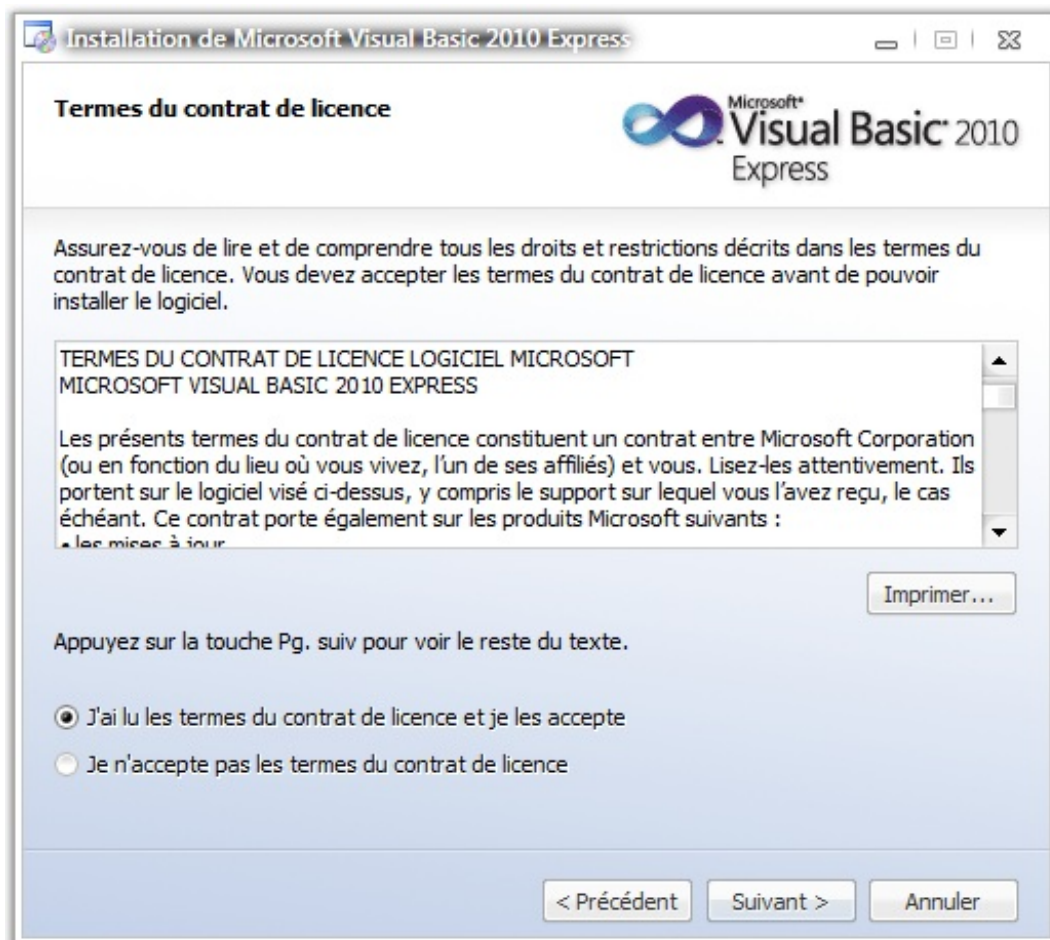 Installation de Microsoft Visual Basic 2010 Express
Termes du contrat de licence
Microsoft®
Visual Basic® 2010
Express
Assurez-vous de lire et de comprendre tous les droits et restrictions décrits dans les termes du
contrat de licence. Vous devez accepter les termes du contrat de licence avant de pouvoir
installer le logiciel.
TERMES DU CONTRAT DE LICENCE LOGICIEL MICROSOFT
MICROSOFT VISUAL BASIC 2010 EXPRESS
Les présents termes du contrat de licence constituent un contrat entre Microsoft Corporation
(ou en fonction du lieu où vous vivez, l’un de ses affiliés) et vous. Lisez-les attentivement. Ils
portent sur le logiciel visé ci-dessus, y compris le support sur lequel vous l’avez reçu, le cas
échéant. Ce contrat porte également sur les produits Microsoft suivants :
• les mises à jour
Imprimer...
Appuyez sur la touche Pg. suiv pour voir le reste du texte.
J'ai lu les termes du contrat de licence et je les accepte
Je n'accepte pas les termes du contrat de licence
< Précédent
Suivant >
Annuler